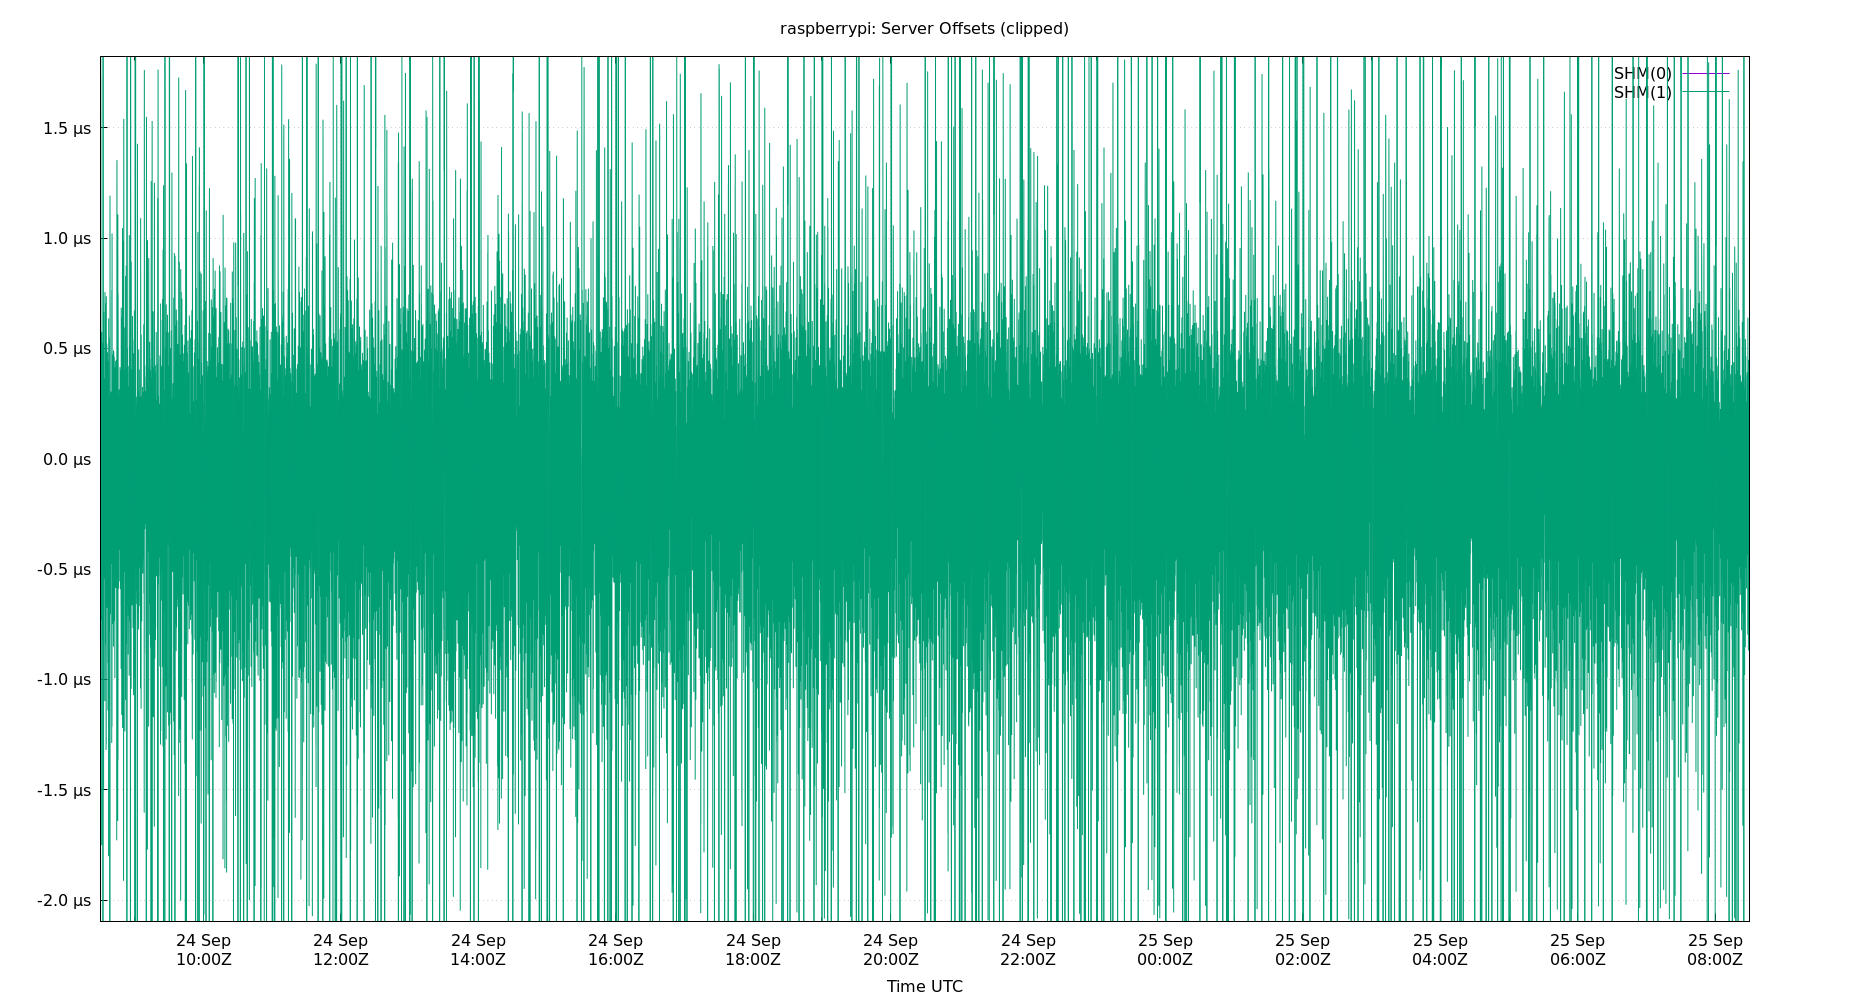 raspberrypi: Server Offsets (clipped)
SHM(0)
SHM(1)
1.5 µs
1.0 µs
0.5 µs
0.0 µs
-0.5 µs
-1.0 µs
-1.5 µs
-2.0 µs
24 Sep 24 Sep 24 Sep 24 Sep 24 Sep 24 Sep 24 Sep 25 Sep 25 Sep 25 Sep 25 Sep 25 Sep
10:00Z 12:00Z 14:00Z 16:00Z 18:00Z 20:00Z 22:00Z 00:00Z 02:00Z 04:00Z 06:00Z 08:00Z
Time UTC